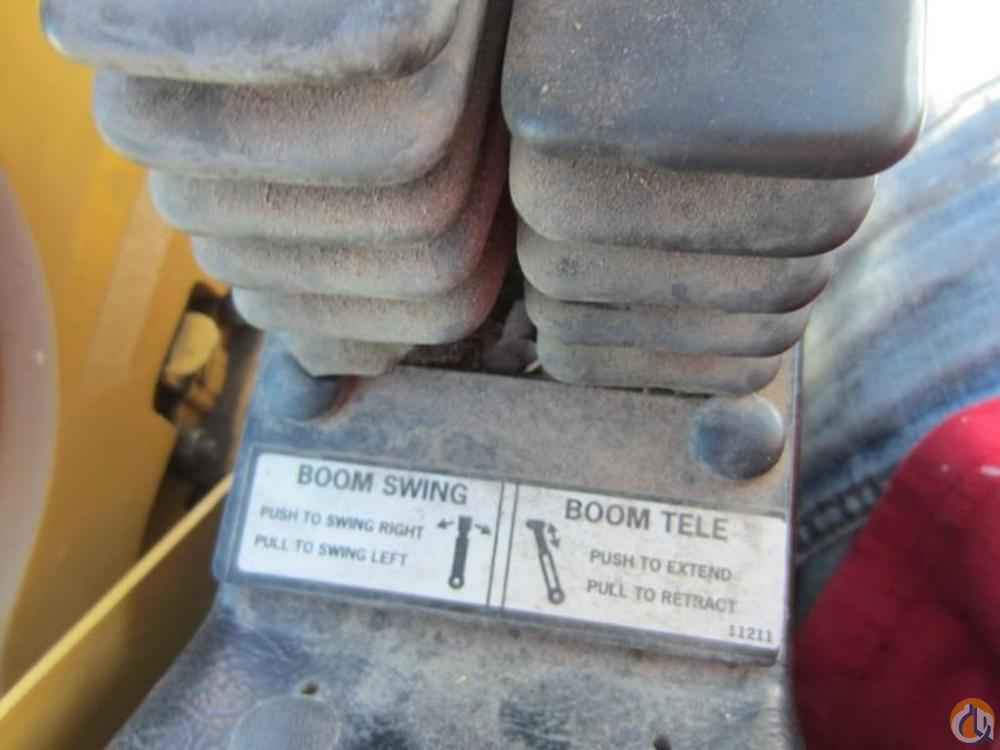 BOOM SWING
PUSH TO SWING RIGHT
PULL TO SWING LEFT
BOOM TELE
PUSH TO EXTEND
PULL TO RETRACT
11211